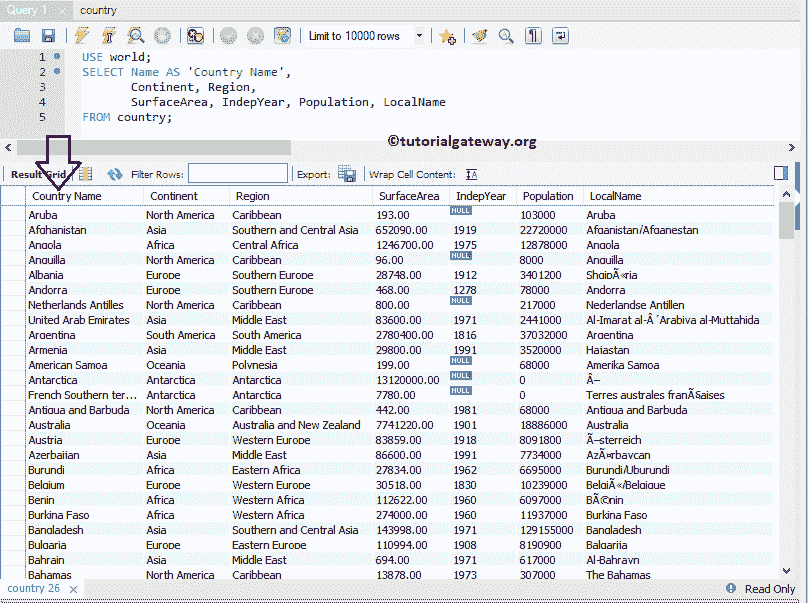 Query 1 country
Limit to 10000 rows
1 USE world;
2 SELECT Name AS 'Country Name',
3 Continent, Region,
4 SurfaceArea, IndepYear, Population, LocalName
5 FROM country;
©tutorialgateway.org
Result Grid Filter Rows: Export: Wrap Cell Content:
Country Name Continent Region SurfaceArea IndepYear Population LocalName
Aruba North America Caribbean 193.00 NULL 103000 Aruba
Afghanistan Asia Southern and Central Asia 652090.00 1919 22720000 Afganistan/Afqanestan
Angola Africa Central Africa 1246700.00 1975 12878000 Angola
Anguilla North America Caribbean 96.00 NULL 8000 Anguilla
Albania Europe Southern Europe 28748.00 1912 3401200 ShqipÃ«ria
Andorra Europe Southern Europe 468.00 1278 78000 Andorra
Netherlands Antilles North America Caribbean 800.00 NULL 217000 Nederlandse Antillen
United Arab Emirates Asia Middle East 83600.00 1971 2441000 Al-Imarat al-Â´Arabiya al-Muttahida
Argentina South America South America 2780400.00 1816 37032000 Argentina
Armenia Asia Middle East 29800.00 1991 3520000 Hajastan
American Samoa Oceania Polynesia 199.00 NULL 68000 Amerika Samoa
Antarctica Antarctica Antarctica 13120000.00 NULL 0 Â–
French Southern ter... Antarctica Antarctica 7780.00 NULL 0 Terres australes franÃ§aises
Antigua and Barbuda North America Caribbean 442.00 1981 68000 Antigua and Barbuda
Australia Oceania Australia and New Zealand 7741220.00 1901 18886000 Australia
Austria Europe Western Europe 83859.00 1918 8091800 Ã–sterreich
Azerbaijan Asia Middle East 86600.00 1991 7734000 AzÃ¤rbaycan
Burundi Africa Eastern Africa 27834.00 1962 6695000 Burundi/Uburundi
Belgium Europe Western Europe 30518.00 1830 10239000 BelgiÃ«/Belgique
Benin Africa Western Africa 112622.00 1960 6097000 BÃ©nin
Burkina Faso Africa Western Africa 274000.00 1960 11937000 Burkina Faso
Bangladesh Asia Southern and Central Asia 143998.00 1971 129155000 Bangladesh
Bulgaria Europe Eastern Europe 110994.00 1908 8190900 Balgarija
Bahrain Asia Middle East 694.00 1971 617000 Al-Bahrayn
Bahamas North America Caribbean 13878.00 1973 307000 The Bahamas
country 26 Read Only